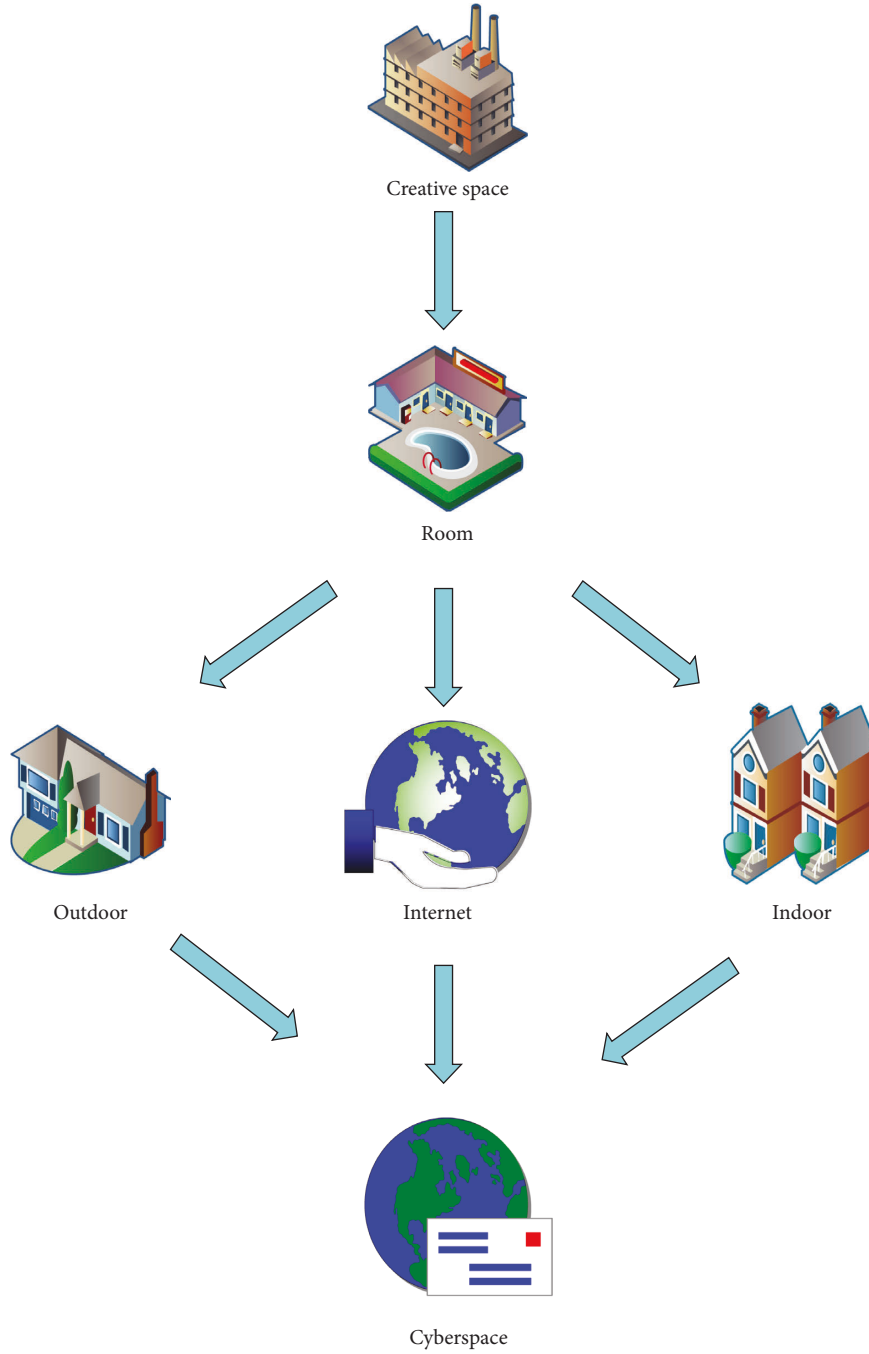 Creative space
Room
Outdoor
Internet
Indoor
Cyberspace